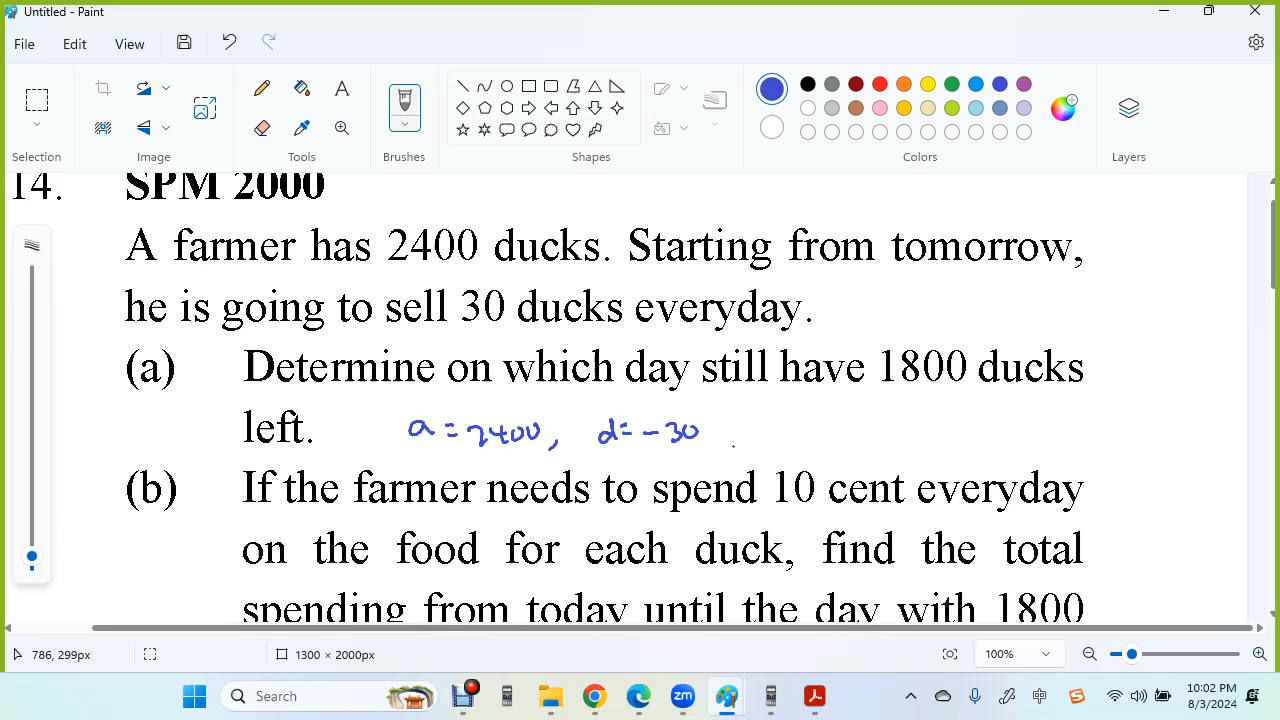 Untitled - Paint
File Edit View
Selection Image Tools Brushes Shapes Colors Layers
14. SPM 2000
A farmer has 2400 ducks. Starting from tomorrow,
he is going to sell 30 ducks everyday.
(a) Determine on which day still have 1800 ducks
left. a = 2400, d = -30
(b) If the farmer needs to spend 10 cent everyday
on the food for each duck, find the total
spending from today until the day with 1800
786, 299px 1300 × 2000px 100%
Search zm 中 10:02 PM
8/3/2024